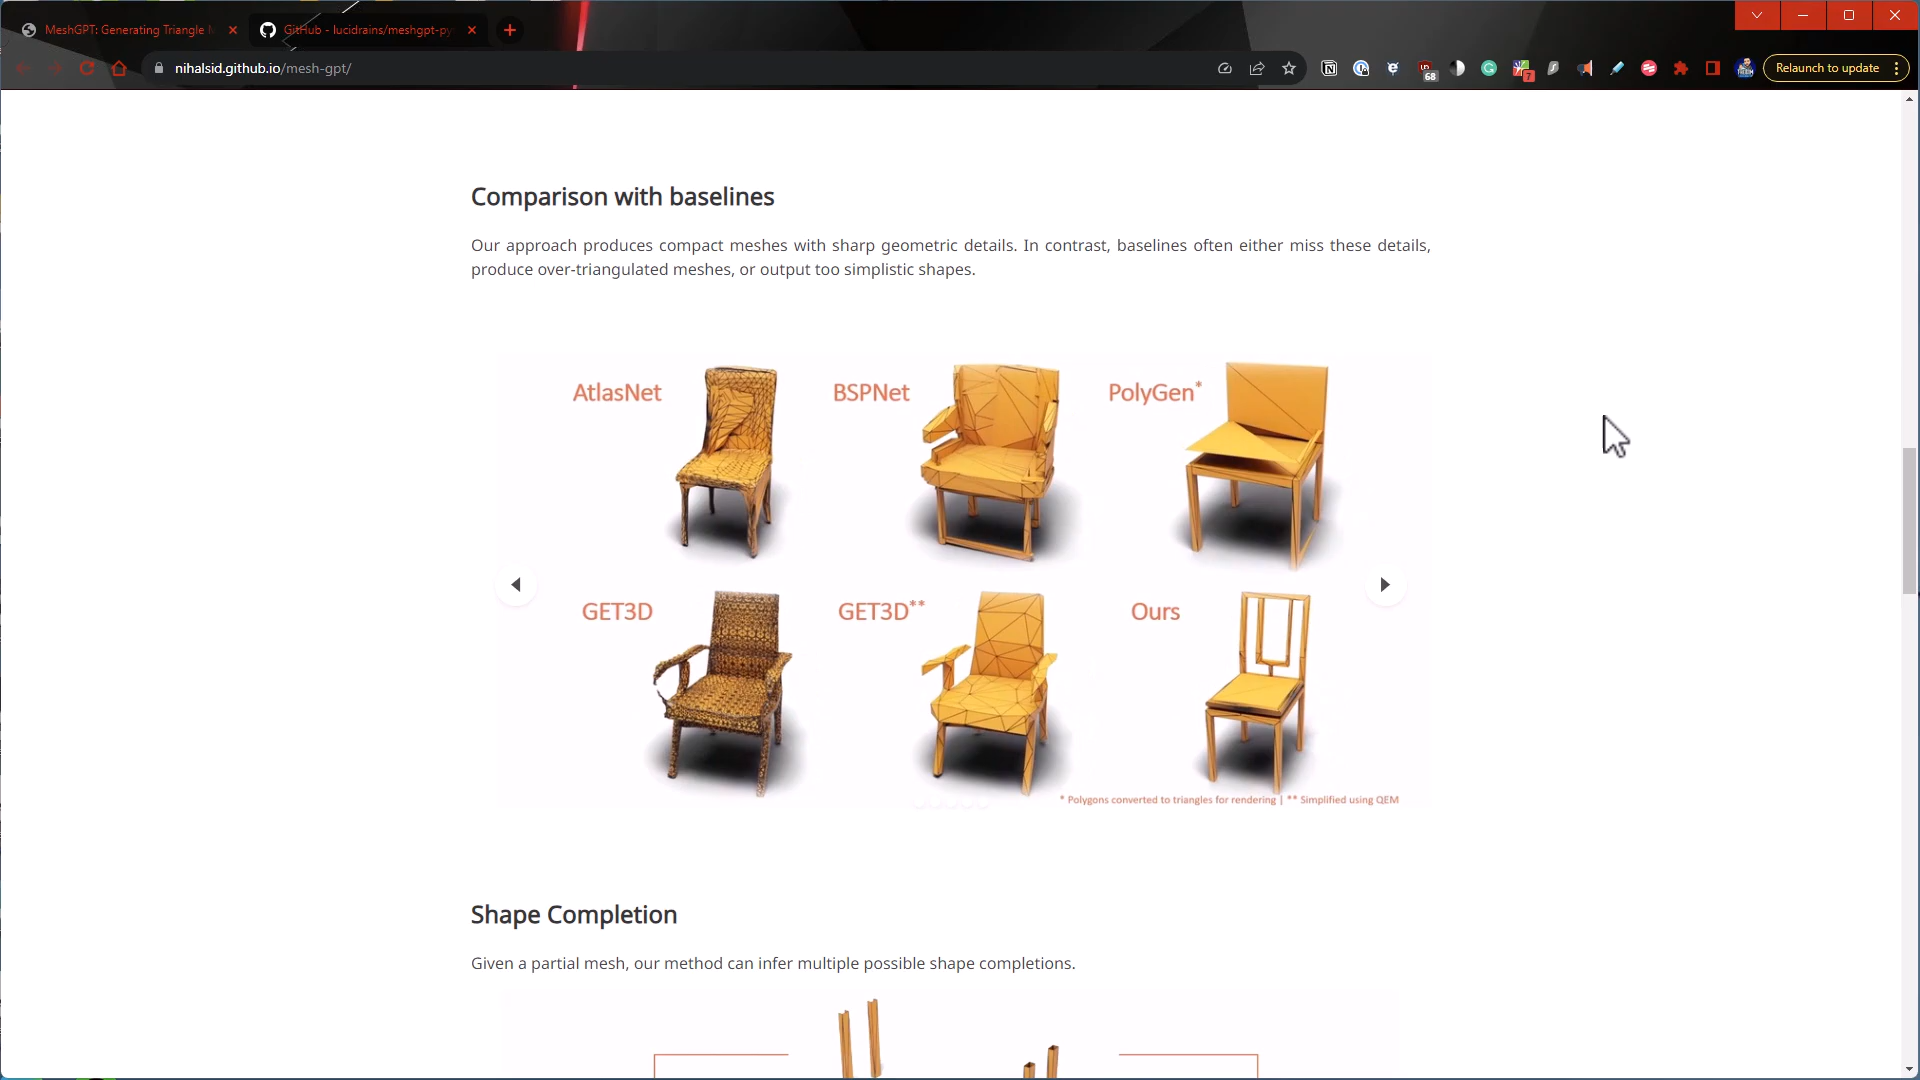 MeshGPT: Generating Triangle
GitHub - lucidrains/meshgpt-py
nihalsid.github.io/mesh-gpt/
68
7
Relaunch to update
Comparison with baselines
Our approach produces compact meshes with sharp geometric details. In contrast, baselines often either miss these details,
produce over-triangulated meshes, or output too simplistic shapes.
AtlasNet
BSPNet
PolyGen*
GET3D
GET3D**
Ours
* Polygons converted to triangles for rendering | ** Simplified using QEM
Shape Completion
Given a partial mesh, our method can infer multiple possible shape completions.